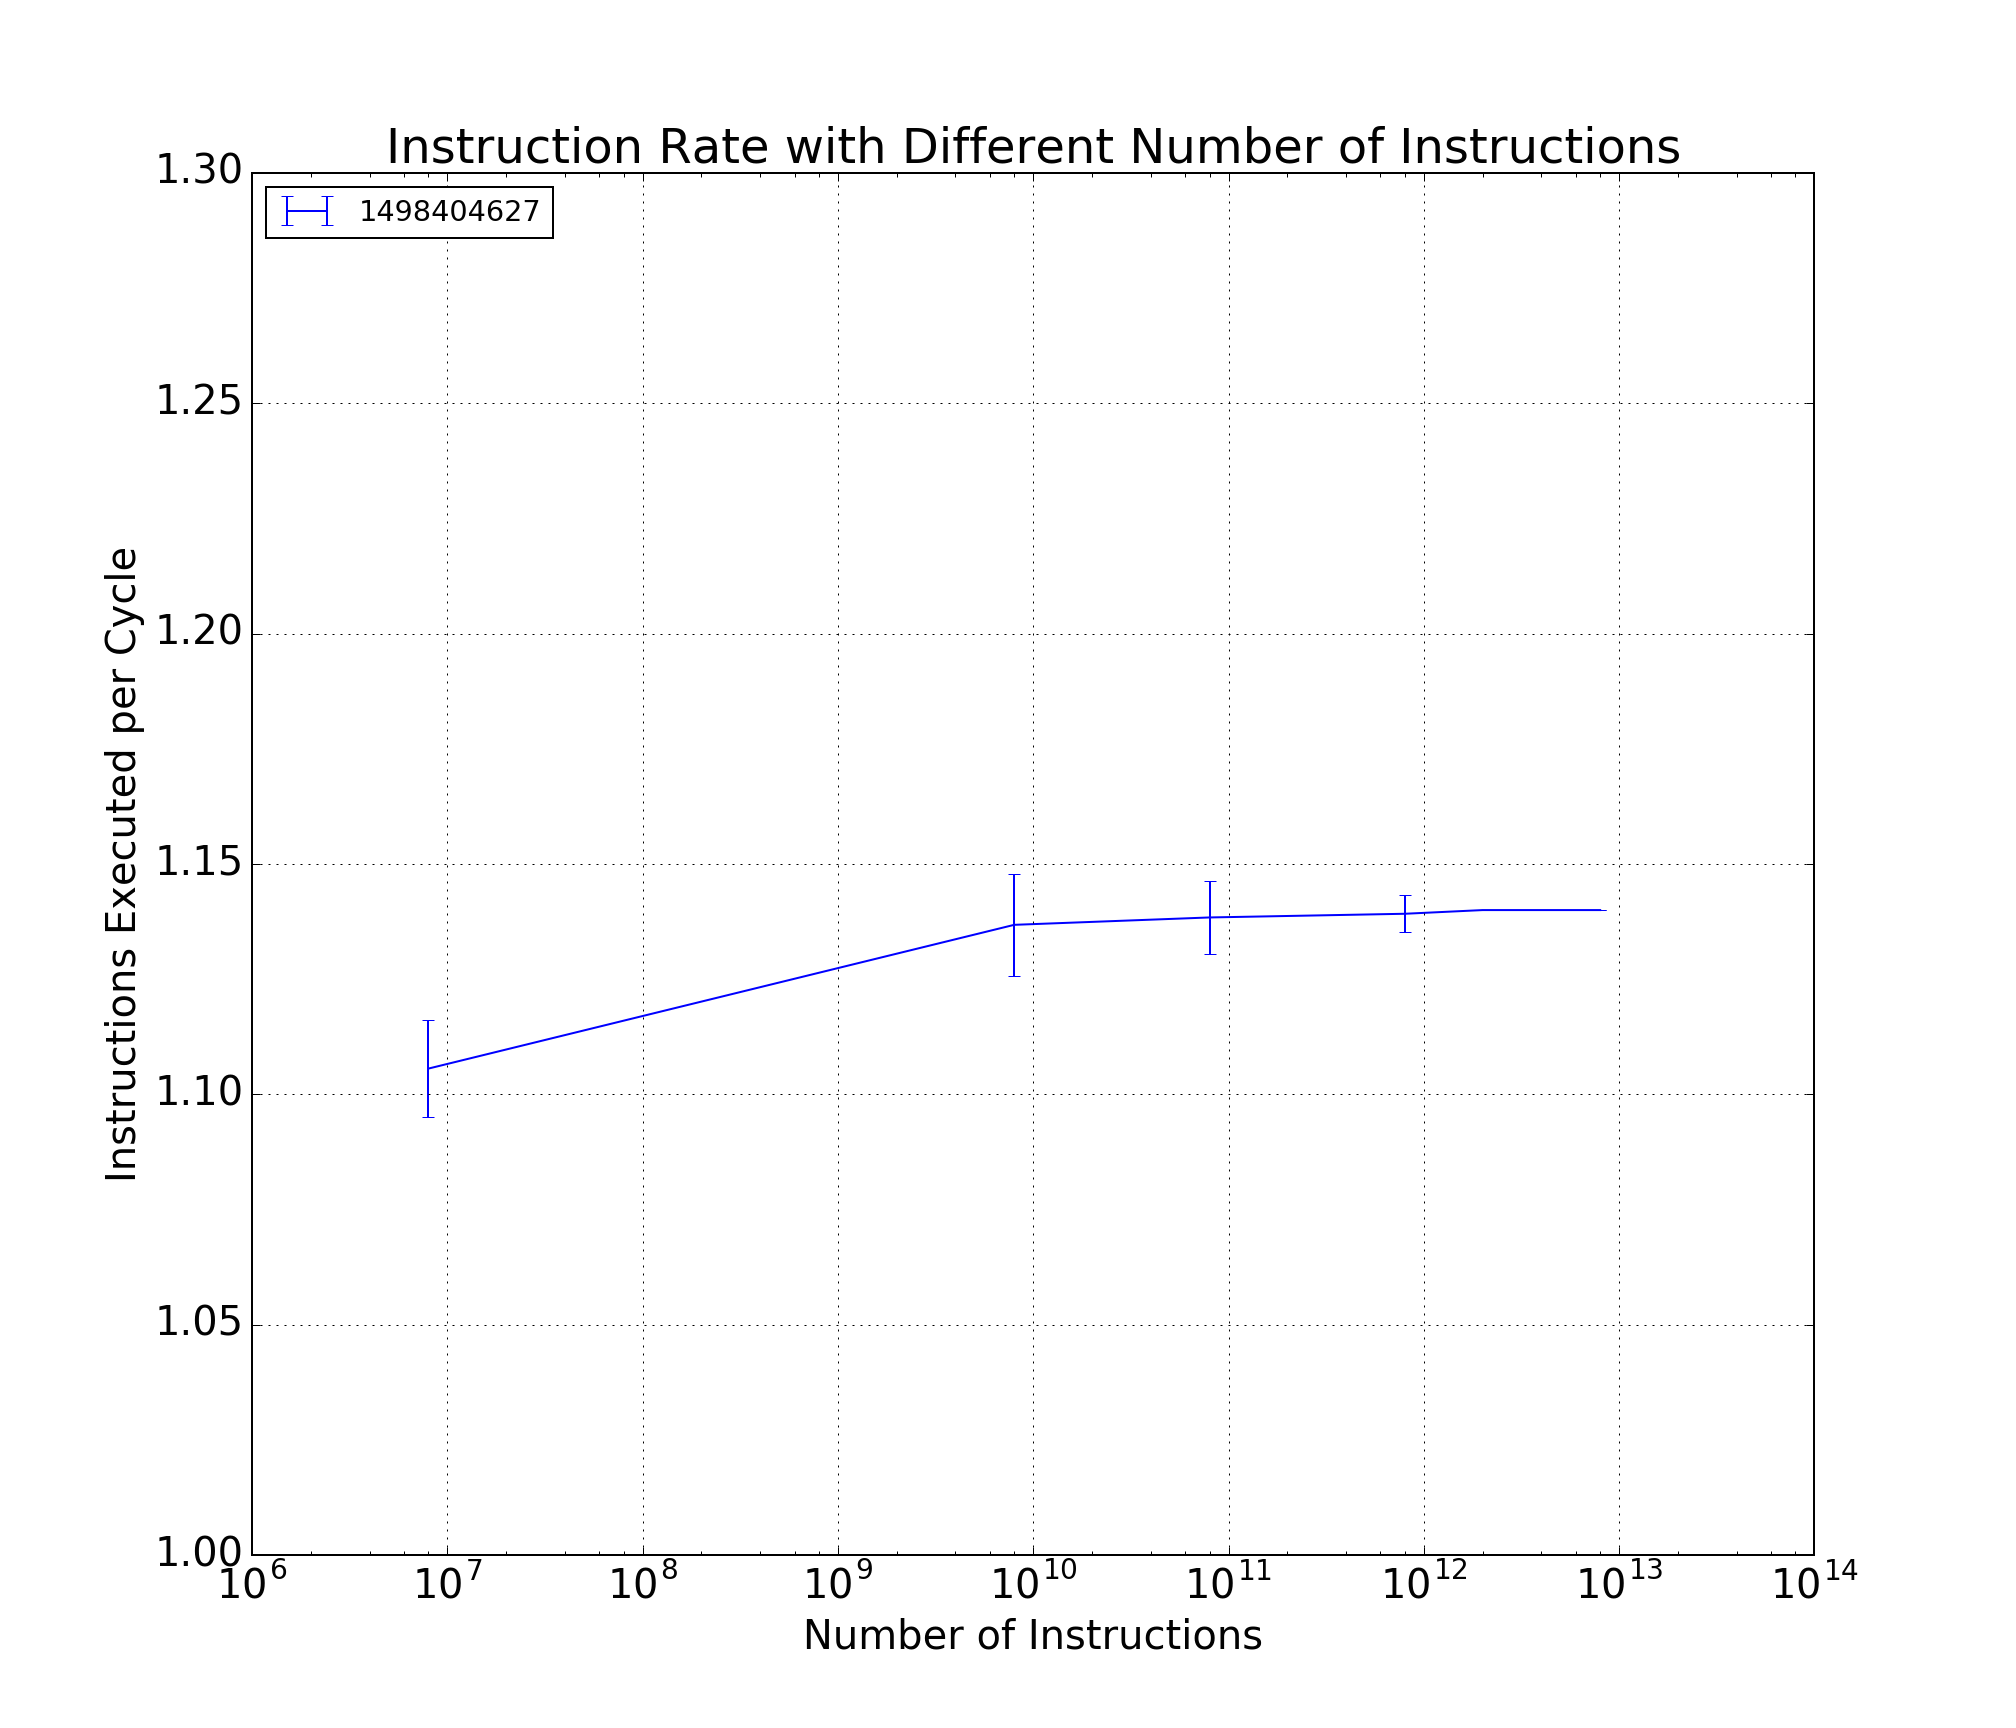 Instruction Rate with Different Number of Instructions
1498404627
1.30
1.25
1.20
1.15
1.10
1.05
1.00
Instructions Executed per Cycle
10^6 10^7 10^8 10^9 10^10 10^11 10^12 10^13 10^14
Number of Instructions